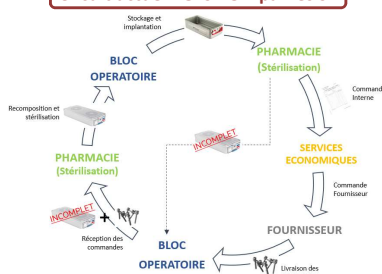 Stockage et
implantation
BLOC
OPERATOIRE
PHARMACIE
(Stérilisation)
Recomposition et
stérilisation
Command
Interne
INCOMPLET
PHARMACIE
(Stérilisation)
SERVICES
ECONOMIQUES
INCOMPLET
+
Commande
Fournisseur
Réception des
commandes
FOURNISSEUR
BLOC
OPERATOIRE
Livraison des